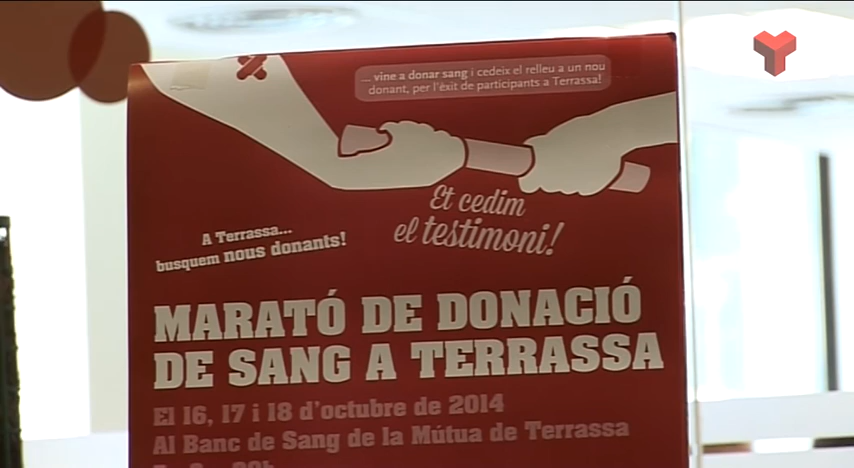 ... vine a donar sang i cedeix el relleu a un nou
donant, per l'èxit de participants a Terrassa!
Et cedim
el testimoni!
A Terrassa...
busquem nous donants!
MARATÓ DE DONACIÓ
DE SANG A TERRASSA
El 16, 17 i 18 d'octubre de 2014
Al Banc de Sang de la Mútua de Terrassa